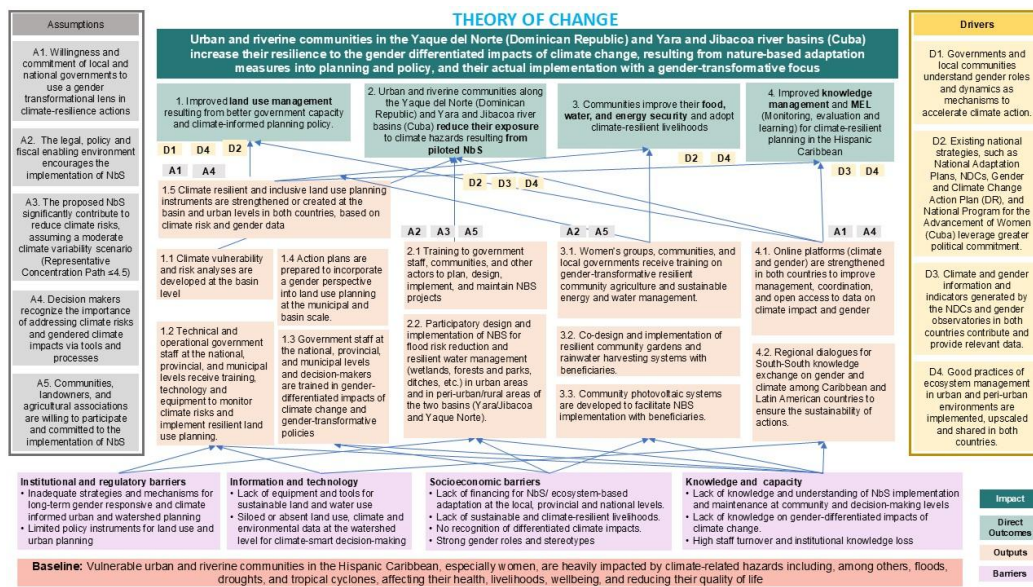 THEORY OF CHANGE
Assumptions
A1. Willingness and
commitment of local and
national governments to
use a gender
transformational lens in
climate-resilience actions
A2. The legal, policy and
fiscal enabling environment
encourages the
implementation of NbS
A3. The proposed NbS
significantly contribute to
reduce climate risks,
assuming a moderate
climate variability scenario
(Representative
Concentration Path ≤4.5)
A4. Decision makers
recognize the importance
of addressing climate risks
and gendered climate
impacts via tools and
processes
A5. Communities,
landowners, and
agricultural associations
are willing to participate
and committed to the
implementation of NbS
Urban and riverine communities in the Yaque del Norte (Dominican Republic) and Yara and Jibacoa river basins (Cuba)
increase their resilience to the gender differentiated impacts of climate change, resulting from nature-based adaptation
measures into planning and policy, and their actual implementation with a gender-transformative focus
1. Improved land use management
resulting from better government capacity
and climate-informed planning policy.
2. Urban and riverine communities along
the Yaque del Norte (Dominican
Republic) and Yara and Jibacoa river
basins (Cuba) reduce their exposure
to climate hazards resulting from
piloted NbS
3. Communities improve their food,
water, and energy security and adopt
climate-resilient livelihoods
4. Improved knowledge
management and MEL
(Monitoring, evaluation and
learning) for climate-resilient
planning in the Hispanic
Caribbean
D1 D4 D2
A1 A4
D2 D3 D4
D2 D4
D3 D4
1.5 Climate resilient and inclusive land use planning
instruments are strengthened or created at the
basin and urban levels in both countries, based on
climate risk and gender data
A2 A3 A5
A2 A5
A1 A4
1.1 Climate vulnerability
and risk analyses are
developed at the basin
level
1.4 Action plans are
prepared to incorporate
a gender perspective
into land use planning
at the municipal and
basin scale.
1.2 Technical and
operational government
staff at the national,
provincial, and municipal
levels receive training,
technology and
equipment to monitor
climate risks and
implement resilient land
use planning.
1.3 Government staff at
the national, provincial,
and municipal levels
and decision-makers
are trained in gender-
differentiated impacts
of climate change and
gender-transformative
policies
2.1 Training to government
staff, communities, and other
actors to plan, design,
implement, and maintain NBS
projects
2.2. Participatory design and
implementation of NBS for
flood risk reduction and
resilient water management
(wetlands, forests and parks,
ditches, etc.) in urban areas
and in peri-urban/rural areas
of the two basins (Yara/Jibacoa
and Yaque Norte).
3.1. Women's groups, communities, and
local governments receive training on
gender-transformative resilient
community agriculture and sustainable
energy and water management.
3.2. Co-design and implementation of
resilient community gardens and
rainwater harvesting systems with
beneficiaries.
3.3. Community photovoltaic systems
are developed to facilitate NBS
implementation with beneficiaries.
4.1. Online platforms (climate
and gender) are strengthened
in both countries to improve
management, coordination,
and open access to data on
climate impact and gender
4.2. Regional dialogues for
South-South knowledge
exchange on gender and
climate among Caribbean and
Latin American countries to
ensure the sustainability of
actions.
Drivers
D1. Governments and
local communities
understand gender roles
and dynamics as
mechanisms to
accelerate climate action.
D2. Existing national
strategies, such as
National Adaptation
Plans, NDCs, Gender
and Climate Change
Action Plan (DR), and
National Program for the
Advancement of Women
(Cuba) leverage greater
political commitment.
D3. Climate and gender
information and
indicators generated by
the NDCs and gender
observatories in both
countries contribute and
provide relevant data.
D4. Good practices of
ecosystem management
in urban and peri-urban
environments are
implemented, upscaled
and shared in both
countries.
Institutional and regulatory barriers
• Inadequate strategies and mechanisms for
long-term gender responsive and climate
informed urban and watershed planning
• Limited policy instruments for land use and
urban planning
Information and technology
• Lack of equipment and tools for
sustainable land and water use
• Siloed or absent land use, climate and
environmental data at the watershed
level for climate-smart decision-making
Socioeconomic barriers
• Lack of financing for NbS/ ecosystem-based
adaptation at the local, provincial and national levels.
• Lack of sustainable and climate-resilient livelihoods.
• No recognition of differentiated climate impacts.
• Strong gender roles and stereotypes
Knowledge and capacity
• Lack of knowledge and understanding of NbS implementation
and maintenance at community and decision-making levels
• Lack of knowledge on gender-differentiated impacts of
climate change.
• High staff turnover and institutional knowledge loss
Impact
Direct
Outcomes
Outputs
Barriers
Baseline: Vulnerable urban and riverine communities in the Hispanic Caribbean, especially women, are heavily impacted by climate-related hazards including, among others, floods,
droughts, and tropical cyclones, affecting their health, livelihoods, wellbeing, and reducing their quality of life